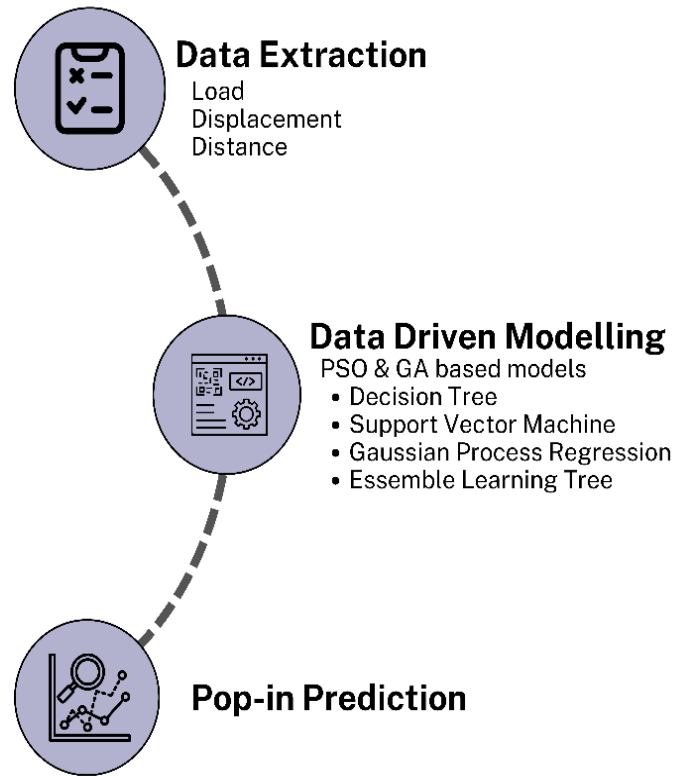 Data Extraction
Load
Displacement
Distance
Data Driven Modelling
PSO & GA based models
• Decision Tree
• Support Vector Machine
• Gaussian Process Regression
• Essemble Learning Tree
Pop-in Prediction